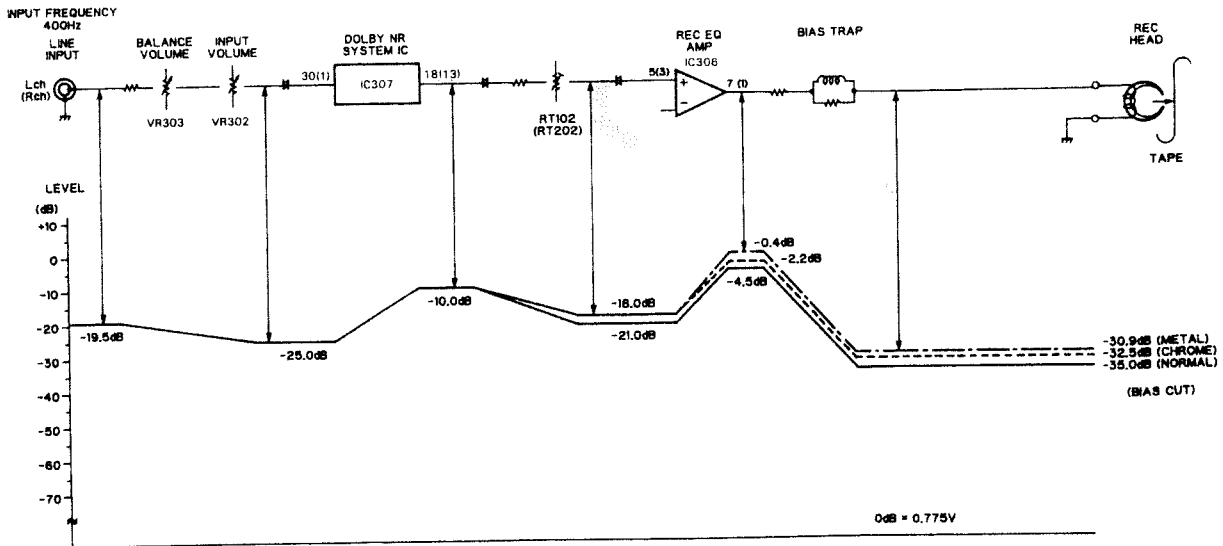 INPUT FREQUENCY
400Hz
LINE
INPUT
BALANCE
VOLUME
INPUT
VOLUME
DOLBY NR
SYSTEM IC
REC EQ
AMP
IC306
BIAS TRAP
REC
HEAD
Lch
(Rch)
30(1)
IC307
18(13)
5(3)
7 (1)
+
−
VR303
VR302
RT102
(RT202)
TAPE
LEVEL
(dB)
+10
0
-10
-20
-30
-40
-50
-60
-70
-19.5dB
-25.0dB
-10.0dB
-18.0dB
-21.0dB
-0.4dB
-2.2dB
-4.5dB
-30.9dB (METAL)
-32.5dB (CHROME)
-35.0dB (NORMAL)
(BIAS CUT)
0dB = 0.775V